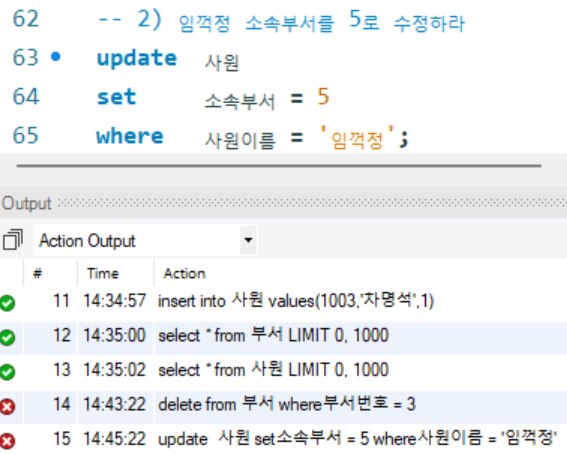 62 -- 2) 임꺽정 소속부서를 5로 수정하라
63 update 사원
64 set 소속부서 = 5
65 where 사원이름 = '임꺽정';
Output
Action Output
# Time Action
11 14:34:57 insert into 사원 values(1003,'차명석',1)
12 14:35:00 select * from 부서 LIMIT 0, 1000
13 14:35:02 select * from 사원 LIMIT 0, 1000
14 14:43:22 delete from 부서 where부서번호 = 3
15 14:45:22 update 사원 set소속부서 = 5 where사원이름 = '임꺽정'